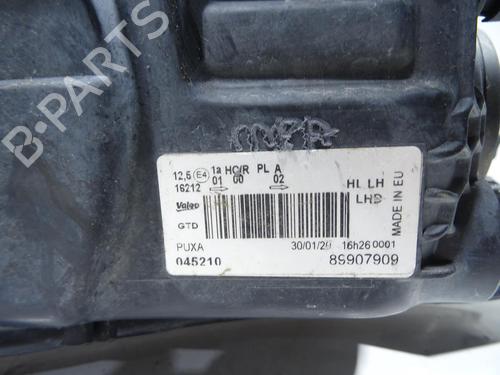 B-PARTS
12,5 E4 1a HC/R PL A
16212 01 00 02
HL LH
LHD
MADE IN EU
Valeo
GTD
PUXA 30/01/20 16h26 0001
045210 89907909